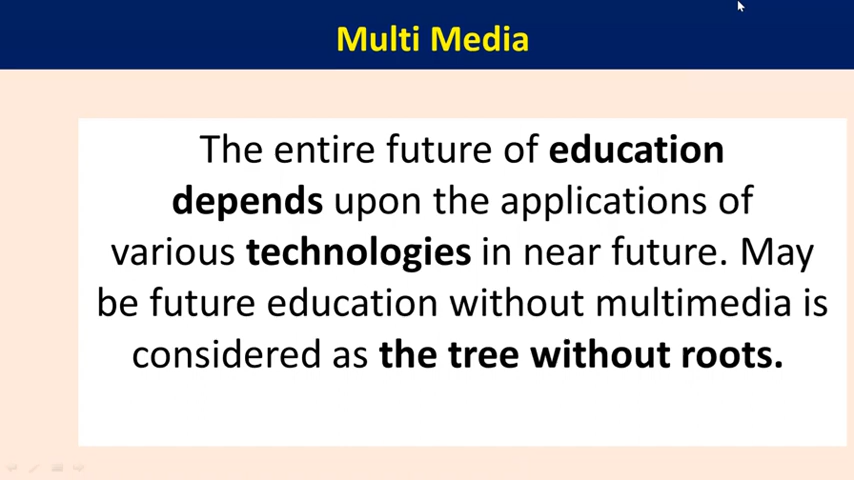 Multi Media
The entire future of education
depends upon the applications of
various technologies in near future. May
be future education without multimedia is
considered as the tree without roots.